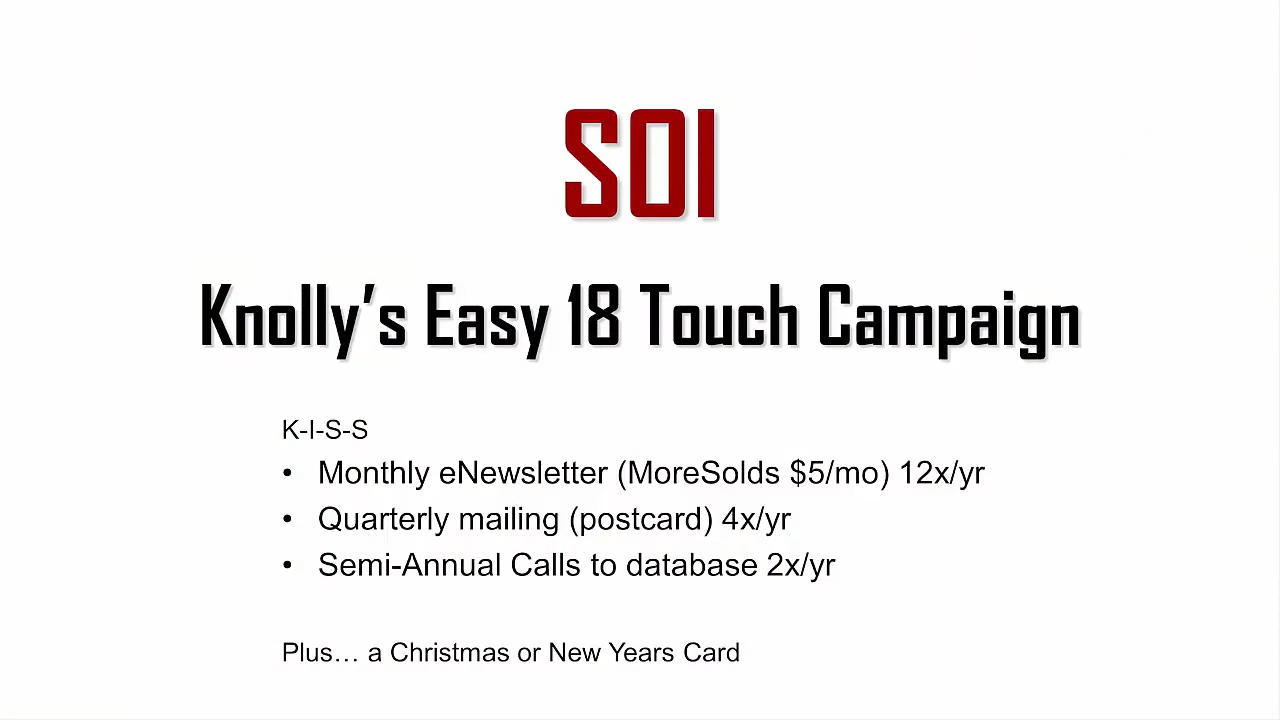 SOI
Knolly’s Easy 18 Touch Campaign
K-I-S-S
• Monthly eNewsletter (MoreSolds $5/mo) 12x/yr
• Quarterly mailing (postcard) 4x/yr
• Semi-Annual Calls to database 2x/yr
Plus… a Christmas or New Years Card